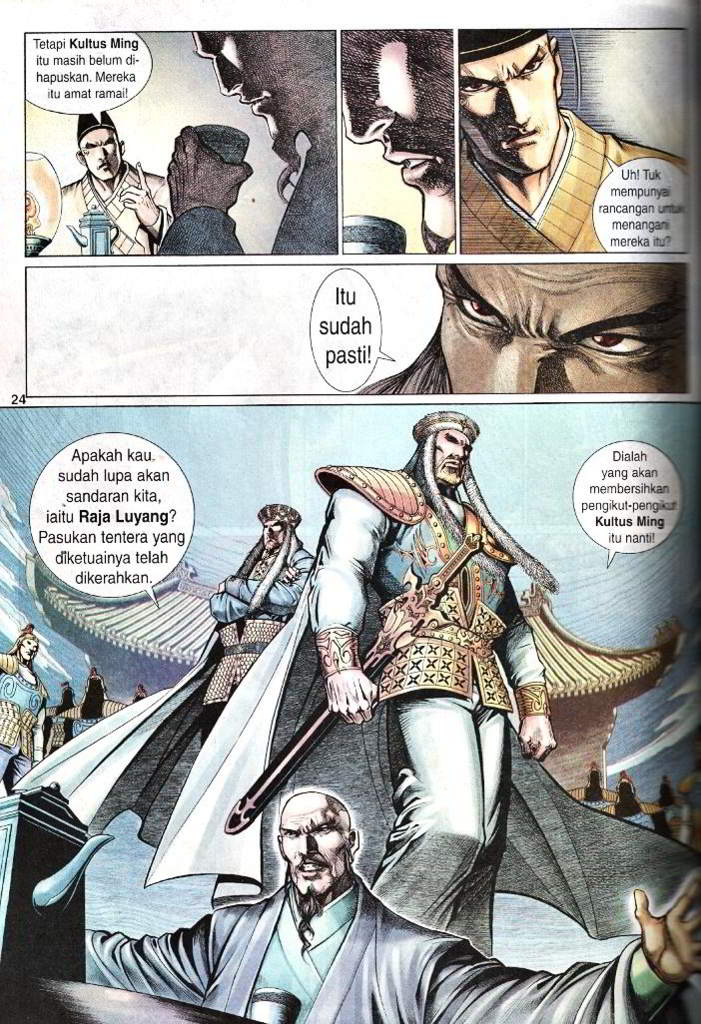 Tetapi Kultus Ming
itu masih belum di-
hapuskan. Mereka
itu amat ramai!
Uh! Tuk
mempunyai
rancangan untuk
menangani
mereka itu?
Itu
sudah
pasti!
24
Apakah kau
sudah lupa akan
sandaran kita,
iaitu Raja Luyang?
Pasukan tentera yang
diketuainya telah
dikerahkan.
Dialah
yang akan
membersihkan
pengikut-pengikut
Kultus Ming
itu nanti!